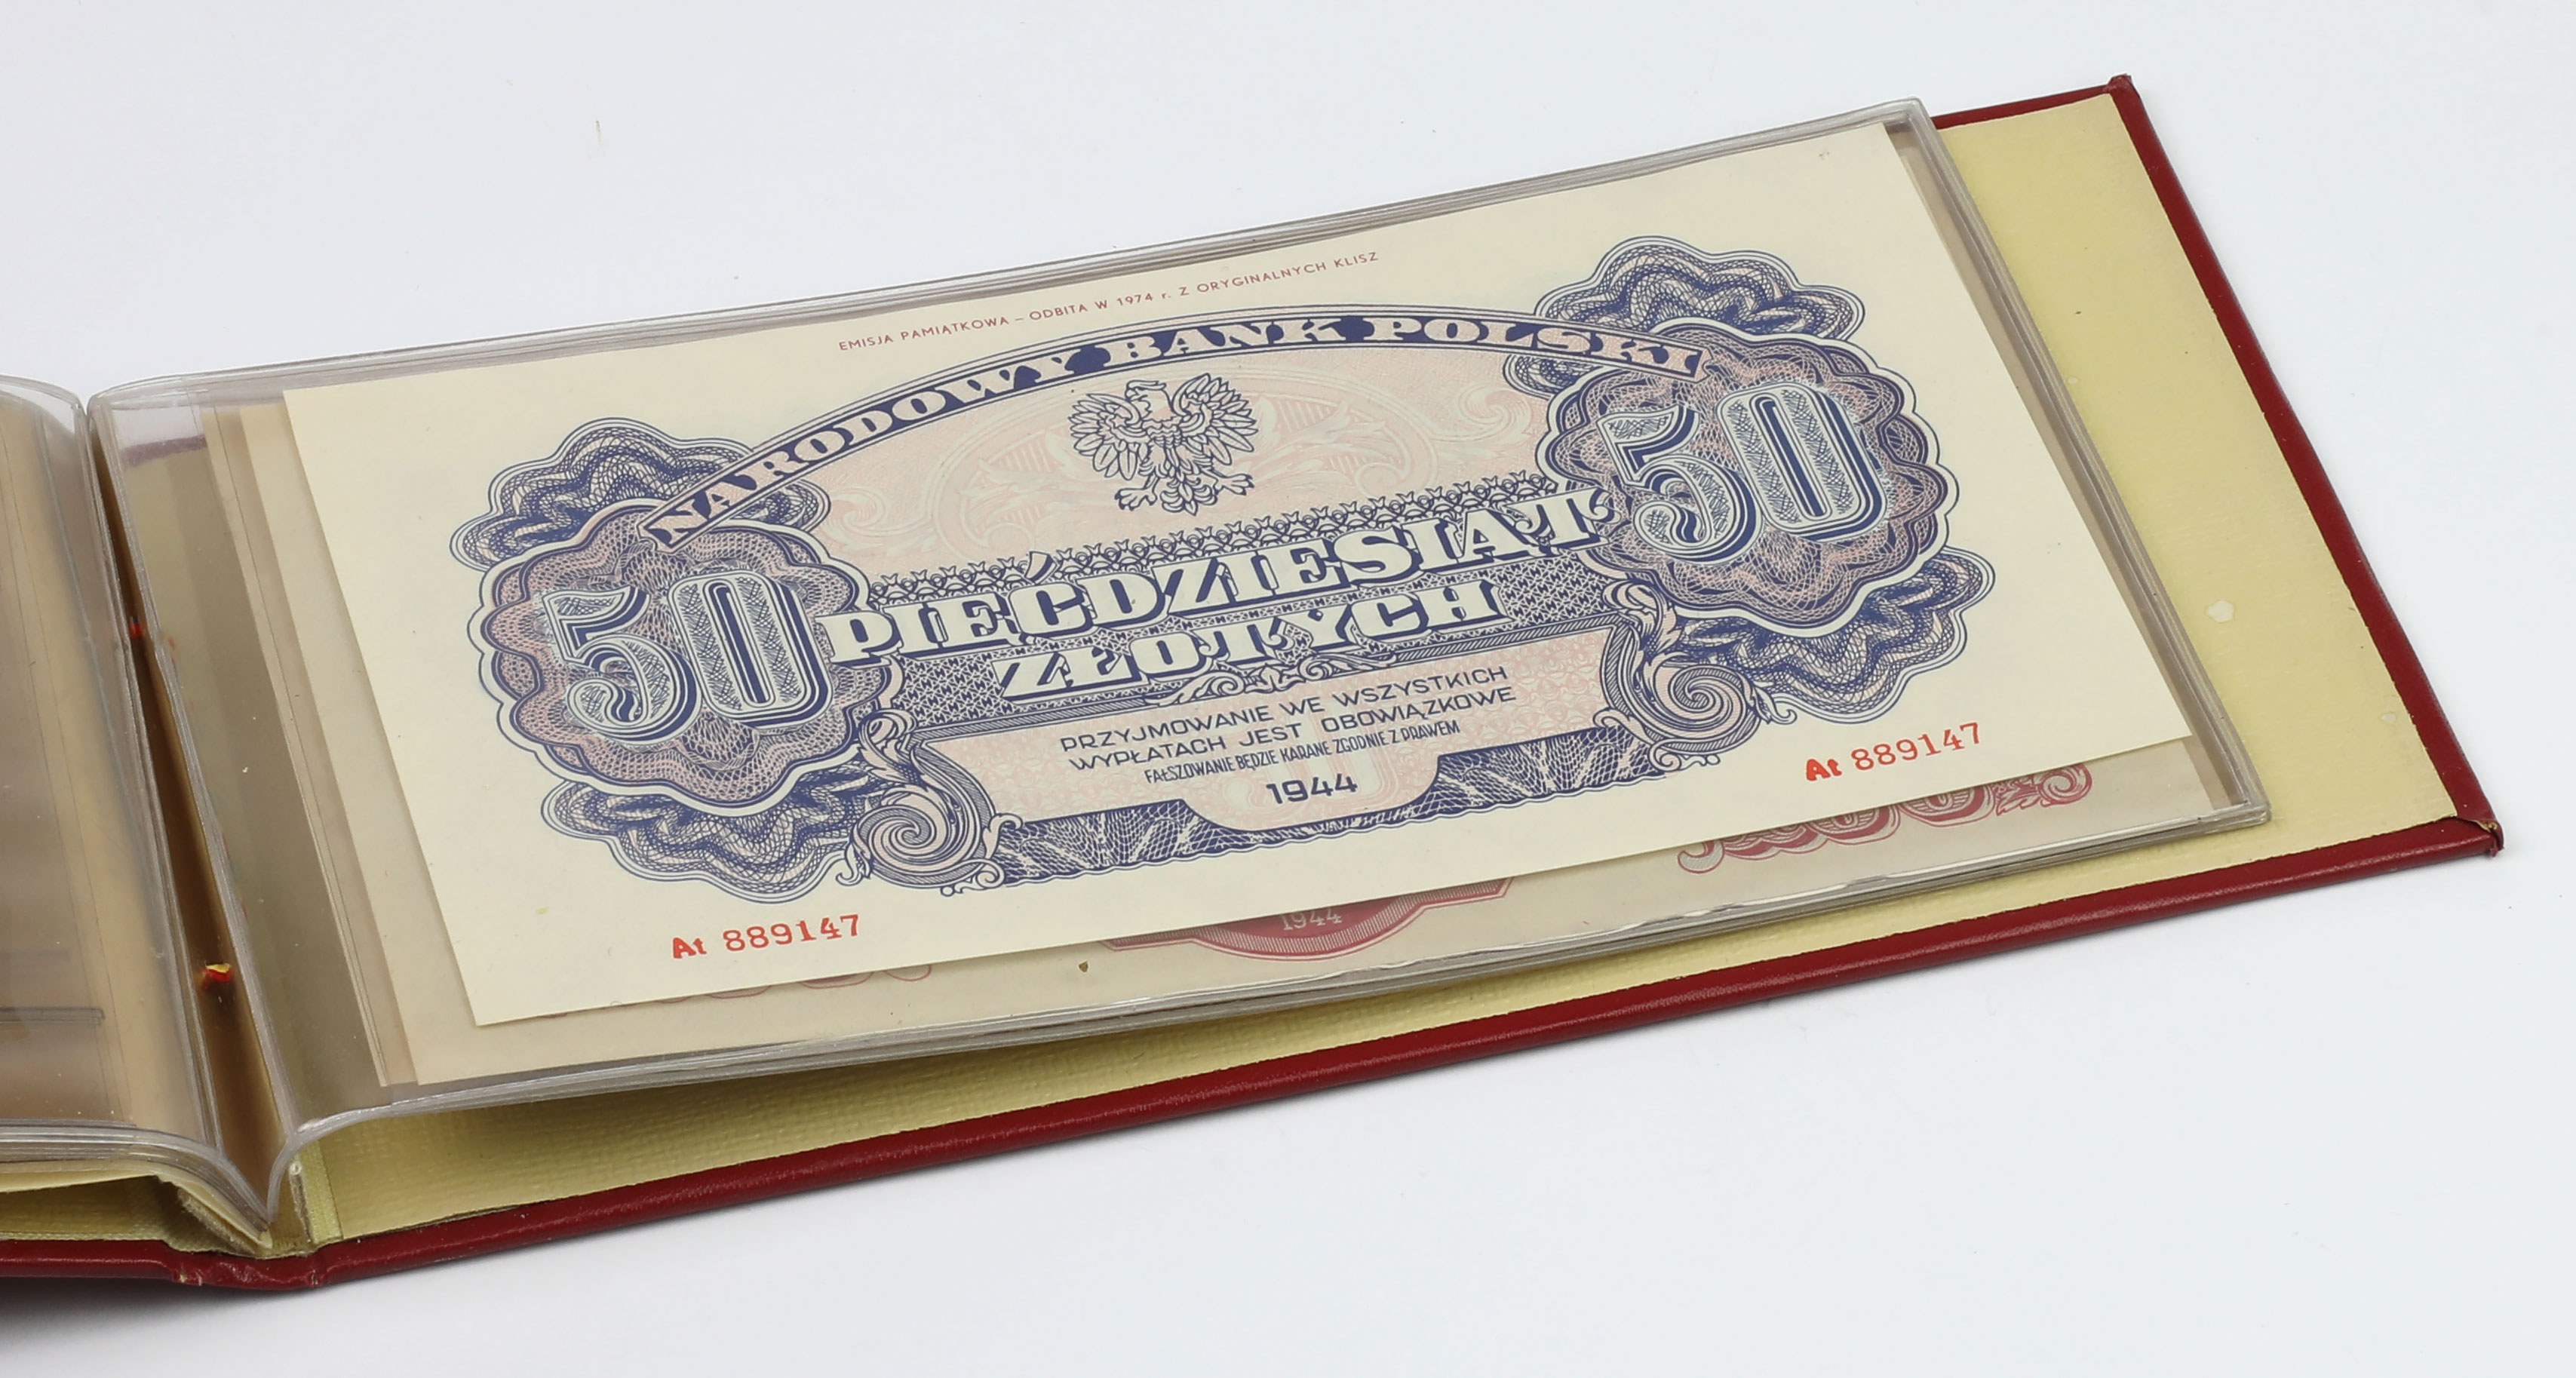 EMISJA PAMIĄTKOWA – ODBITA W 1974 r. Z ORYGINALNYCH KLISZ
NARODOWY BANK POLSKI
50
50
PIĘĆDZIESIĄT
ZŁOTYCH
PRZYJMOWANIE WE WSZYSTKICH
WYPŁATACH JEST OBOWIĄZKOWE
FAŁSZOWANIE BĘDZIE KARANE ZGODNIE Z PRAWEM
1944
At 889147
At 889147
1944